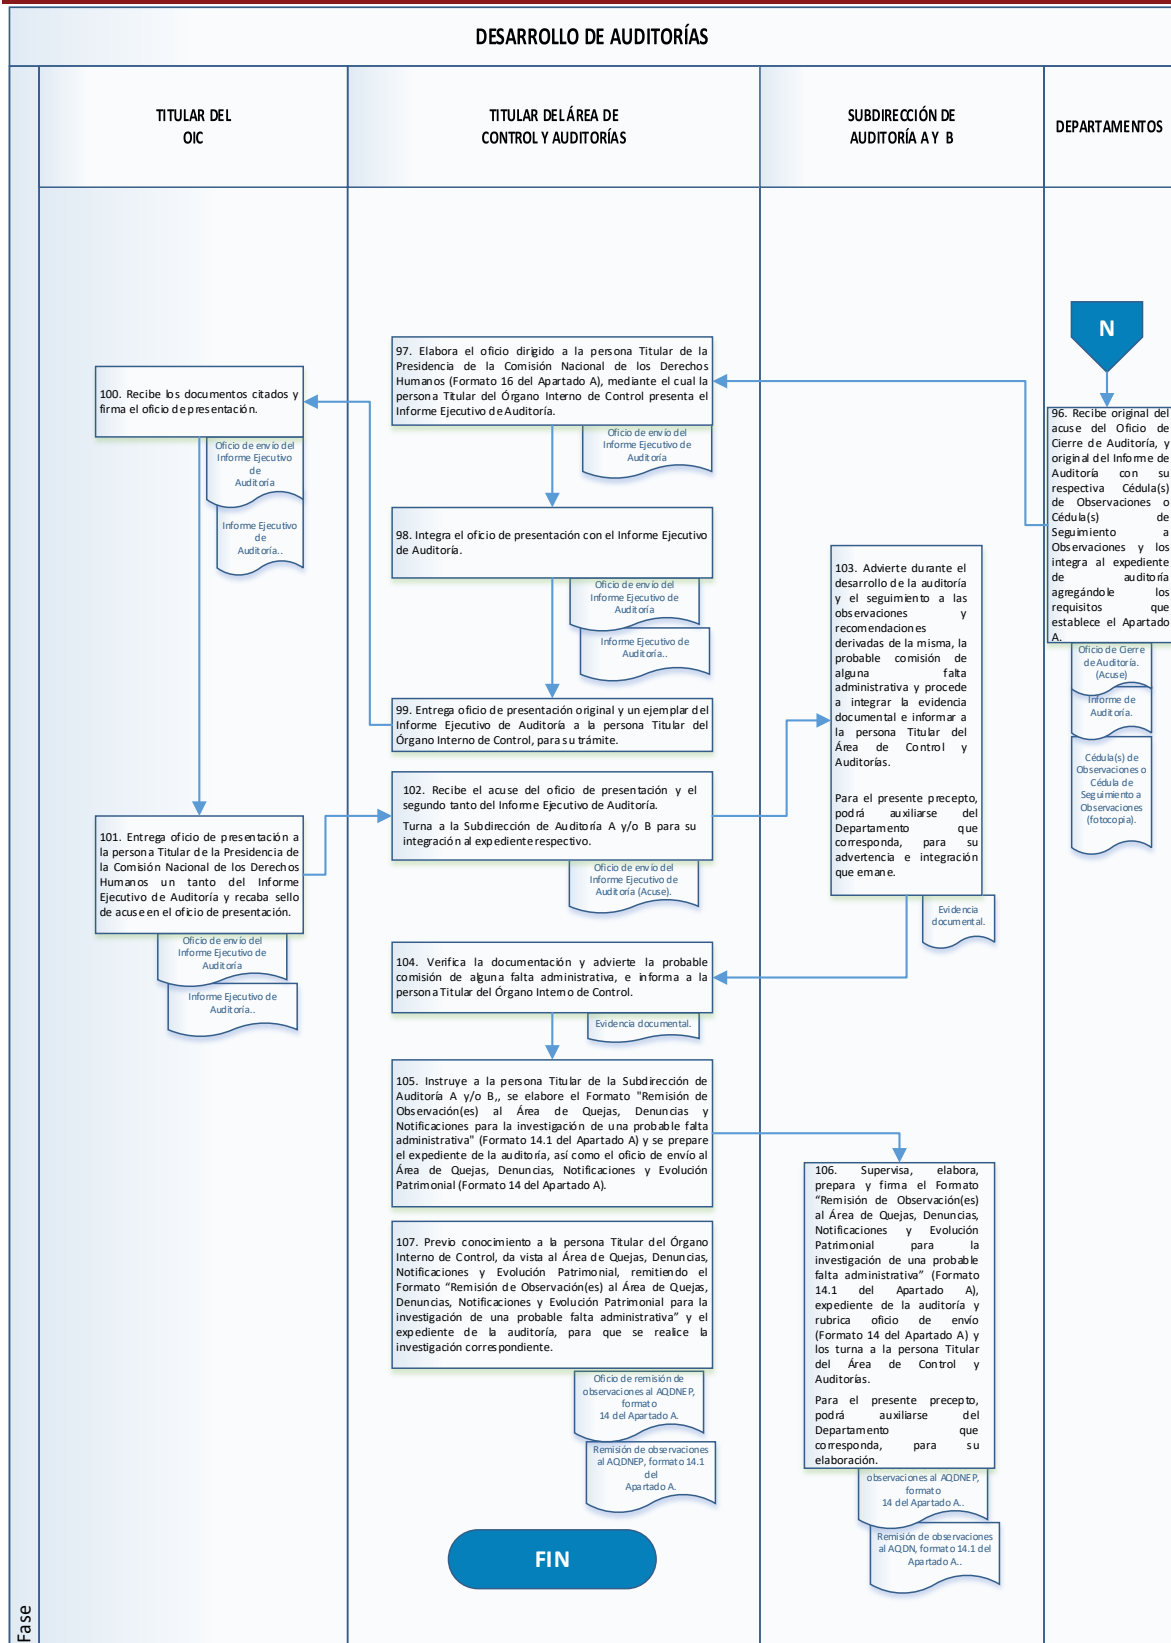 DESARROLLO DE AUDITORÍAS
TITULAR DEL
OIC
TITULAR DEL ÁREA DE
CONTROL Y AUDITORÍAS
SUBDIRECCIÓN DE
AUDITORÍA A Y B
DEPARTAMENTOS
N
96. Recibe original del
acuse del Oficio de
Cierre de Auditoría, y
original del Informe de
Auditoría con su
respectiva Cédula(s)
de Observaciones o
Cédula(s) de
Seguimiento a
Observaciones y los
integra al expediente
de auditoría
agregándole los
requisitos que
establece el Apartado
A.
Oficio de Cierre
de Auditoría.
(Acuse)
Informe de
Auditoría.
Cédula(s) de
Observaciones o
Cédula de
Seguimiento a
Observaciones
(fotocopia).
97. Elabora el oficio dirigido a la persona Titular de la
Presidencia de la Comisión Nacional de los Derechos
Humanos (Formato 16 del Apartado A), mediante el cual la
persona Titular del Órgano Interno de Control presenta el
Informe Ejecutivo de Auditoría.
Oficio de envío del
Informe Ejecutivo de
Auditoría
98. Integra el oficio de presentación con el Informe Ejecutivo
de Auditoría.
Oficio de envío del
Informe Ejecutivo de
Auditoría
Informe Ejecutivo de
Auditoría..
99. Entrega oficio de presentación original y un ejemplar del
Informe Ejecutivo de Auditoría a la persona Titular del
Órgano Interno de Control, para su trámite.
100. Recibe los documentos citados y
firma el oficio de presentación.
Oficio de envío del
Informe Ejecutivo
de
Auditoría
Informe Ejecutivo
de
Auditoría..
101. Entrega oficio de presentación a
la persona Titular de la Presidencia de
la Comisión Nacional de los Derechos
Humanos un tanto del Informe
Ejecutivo de Auditoría y recaba sello
de acuse en el oficio de presentación.
Oficio de envío del
Informe Ejecutivo de
Auditoría
Informe Ejecutivo de
Auditoría..
102. Recibe el acuse del oficio de presentación y el
segundo tanto del Informe Ejecutivo de Auditoría.
Turna a la Subdirección de Auditoría A y/o B para su
integración al expediente respectivo.
Oficio de envío del
Informe Ejecutivo de
Auditoría (Acuse).
103. Advierte durante el
desarrollo de la auditoría
y el seguimiento a las
observaciones y
recomendaciones
derivadas de la misma, la
probable comisión de
alguna falta
administrativa y procede
a integrar la evidencia
documental e informar a
la persona Titular del
Área de Control y
Auditorías.
Para el presente precepto,
podrá auxiliarse del
Departamento que
corresponda, para su
advertencia e integración
que emane.
Evidencia
documental.
104. Verifica la documentación y advierte la probable
comisión de alguna falta administrativa, e informa a la
persona Titular del Órgano Interno de Control.
Evidencia documental.
105. Instruye a la persona Titular de la Subdirección de
Auditoría A y/o B,, se elabore el Formato "Remisión de
Observación(es) al Área de Quejas, Denuncias y
Notificaciones para la investigación de una probable falta
administrativa" (Formato 14.1 del Apartado A) y se prepare
el expediente de la auditoría, así como el oficio de envío al
Área de Quejas, Denuncias, Notificaciones y Evolución
Patrimonial (Formato 14 del Apartado A).
106. Supervisa, elabora,
prepara y firma el Formato
“Remisión de Observación(es)
al Área de Quejas, Denuncias,
Notificaciones y Evolución
Patrimonial para la
investigación de una probable
falta administrativa” (Formato
14.1 del Apartado A),
expediente de la auditoría y
rubrica oficio de envío
(Formato 14 del Apartado A) y
los turna a la persona Titular
del Área de Control y
Auditorías.
Para el presente precepto,
podrá auxiliarse del
Departamento que
corresponda, para su
elaboración.
observaciones al AQDNEP,
formato
14 del Apartado A..
Remisión de observaciones
al AQDN, formato 14.1 del
Apartado A..
107. Previo conocimiento a la persona Titular del Órgano
Interno de Control, da vista al Área de Quejas, Denuncias,
Notificaciones y Evolución Patrimonial, remitiendo el
Formato “Remisión de Observación(es) al Área de Quejas,
Denuncias, Notificaciones y Evolución Patrimonial para la
investigación de una probable falta administrativa” y el
expediente de la auditoría, para que se realice la
investigación correspondiente.
Oficio de remisión de
observaciones al AQDNEP,
formato
14 del Apartado A.
Remisión de observaciones
al AQDNEP, formato 14.1
del
Apartado A.
FIN
Fase